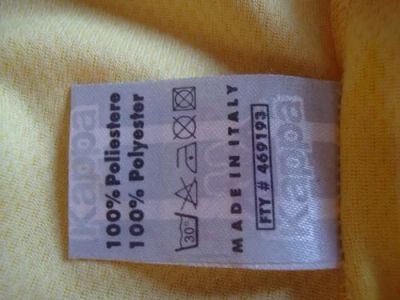 Kappa
100% Poliestere
100% Polyester
30°
MADE IN ITALY
FTY # 469193
Kappa